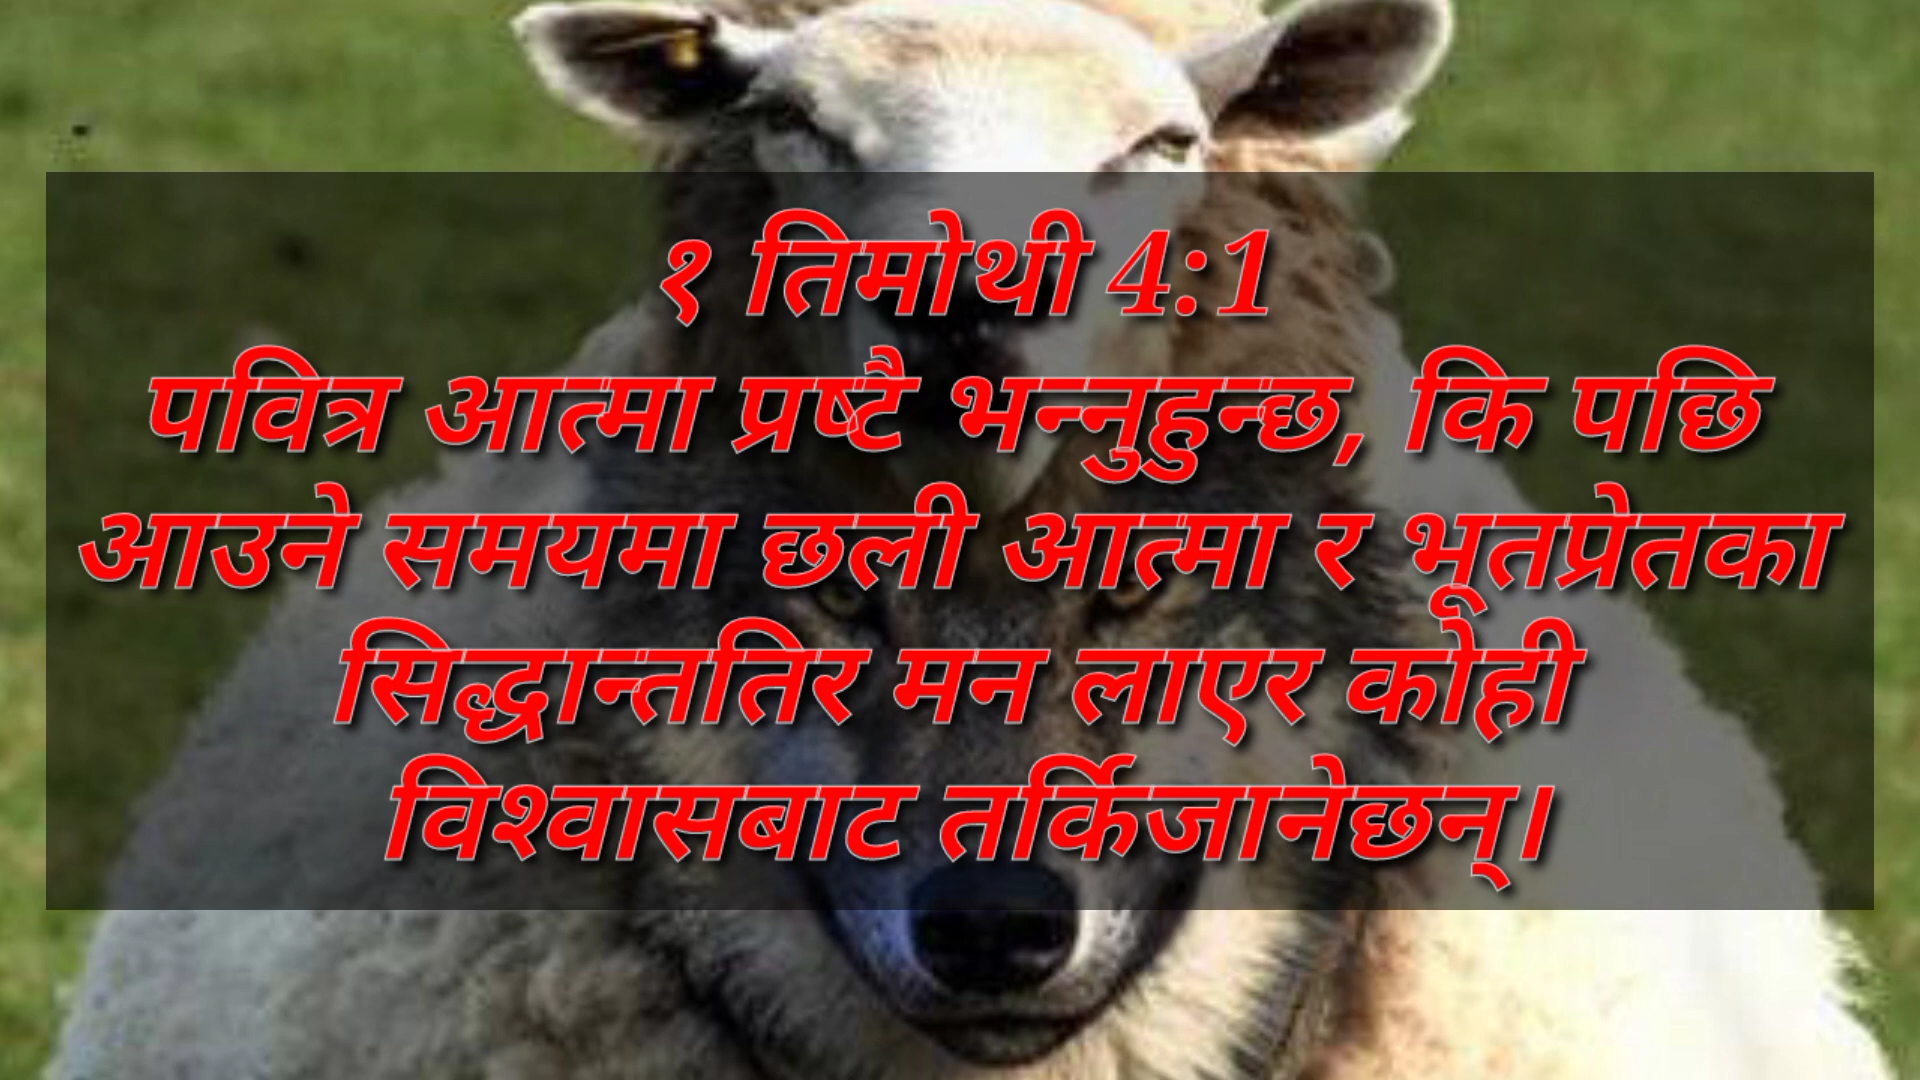 १ तिमोथी 4:1
पवित्र आत्मा प्रष्टै भन्नुहुन्छ, कि पछि
आउने समयमा छली आत्मा र भूतप्रेतका
सिद्धान्ततिर मन लाएर कोही
विश्वासबाट तर्किजानेछन्।